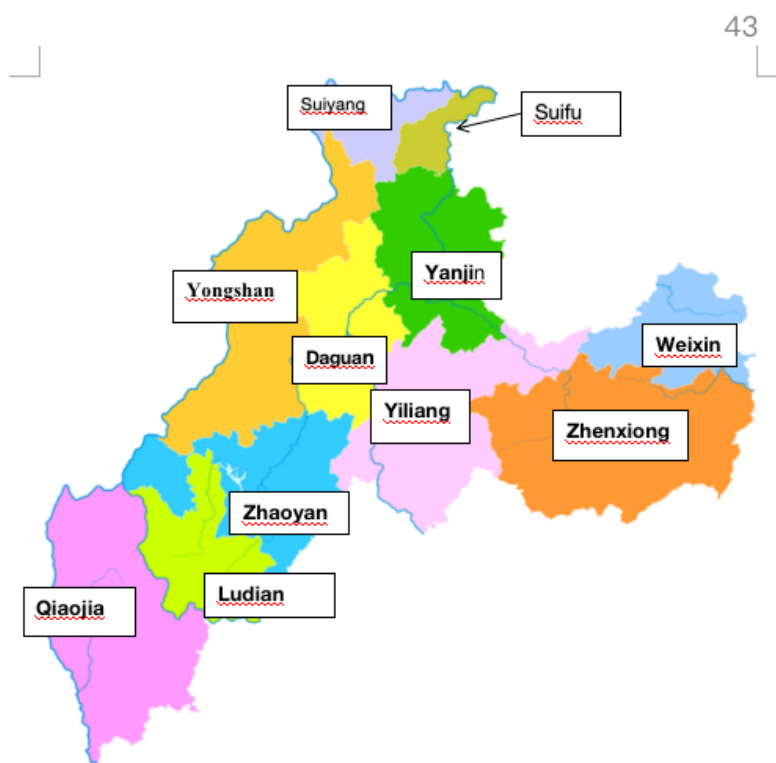 43
Suiyang
Suifu
Yanjin
Yongshan
Weixin
Daguan
Yiliang
Zhenxiong
Zhaoyan
Ludian
Qiaojia